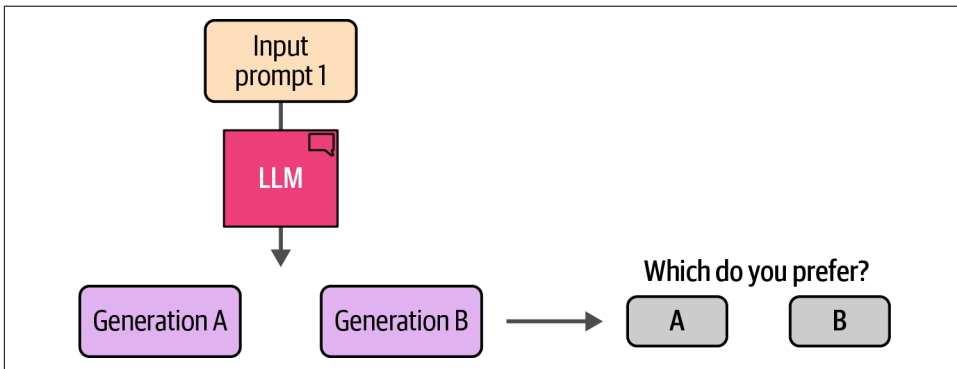 Input
prompt 1
LLM
Which do you prefer?
Generation A
Generation B
A
B